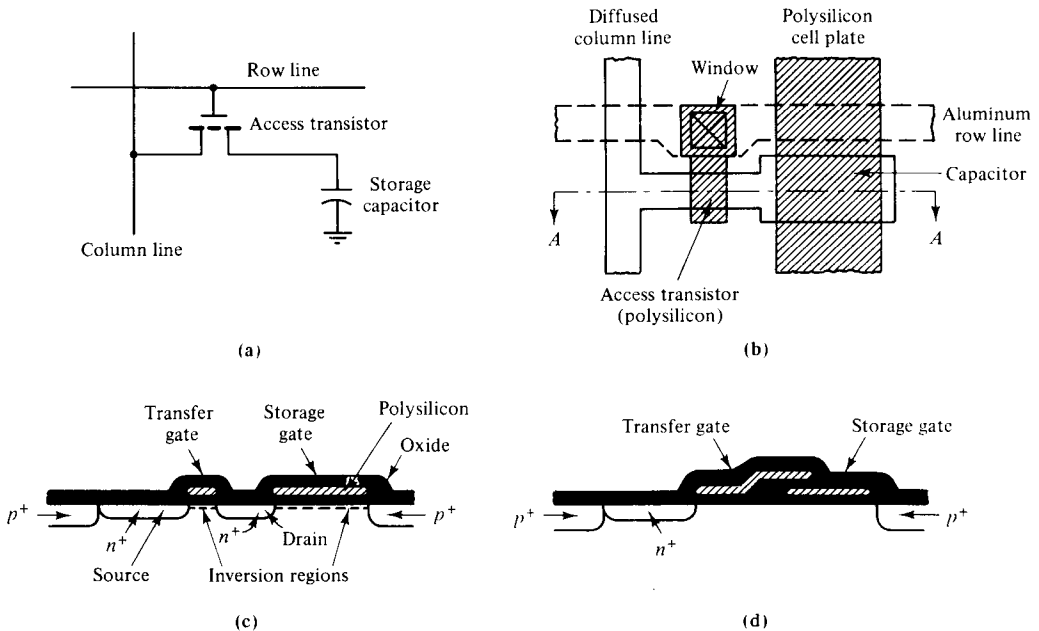 Row line
Access transistor
Storage
capacitor
Column line
(a)
Diffused
column line
Polysilicon
cell plate
Window
Aluminum
row line
Capacitor
A
A
Access transistor
(polysilicon)
(b)
Transfer
gate
Storage
gate
Polysilicon
Oxide
p+
p+
n+
n+
Drain
Source
Inversion regions
(c)
Transfer gate
Storage gate
p+
p+
n+
(d)